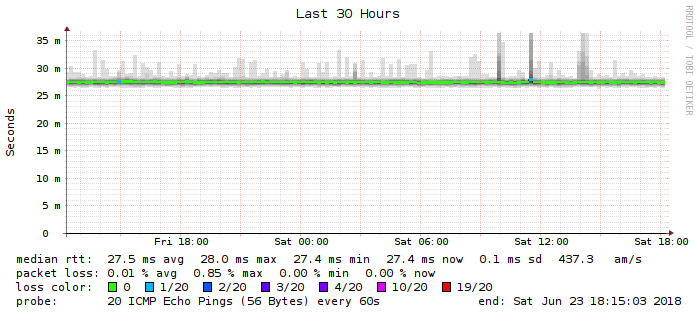 Last 30 Hours
RRDTOOL / TOBI OETIKER
Seconds
35 m
30 m
25 m
20 m
15 m
10 m
5 m
0
Fri 18:00 Sat 00:00 Sat 06:00 Sat 12:00 Sat 18:00
median rtt: 27.5 ms avg 28.0 ms max 27.4 ms min 27.4 ms now 0.1 ms sd 437.3 am/s
packet loss: 0.01 % avg 0.85 % max 0.00 % min 0.00 % now
loss color: 0 1/20 2/20 3/20 4/20 10/20 19/20
probe: 20 ICMP Echo Pings (56 Bytes) every 60s end: Sat Jun 23 18:15:03 2018